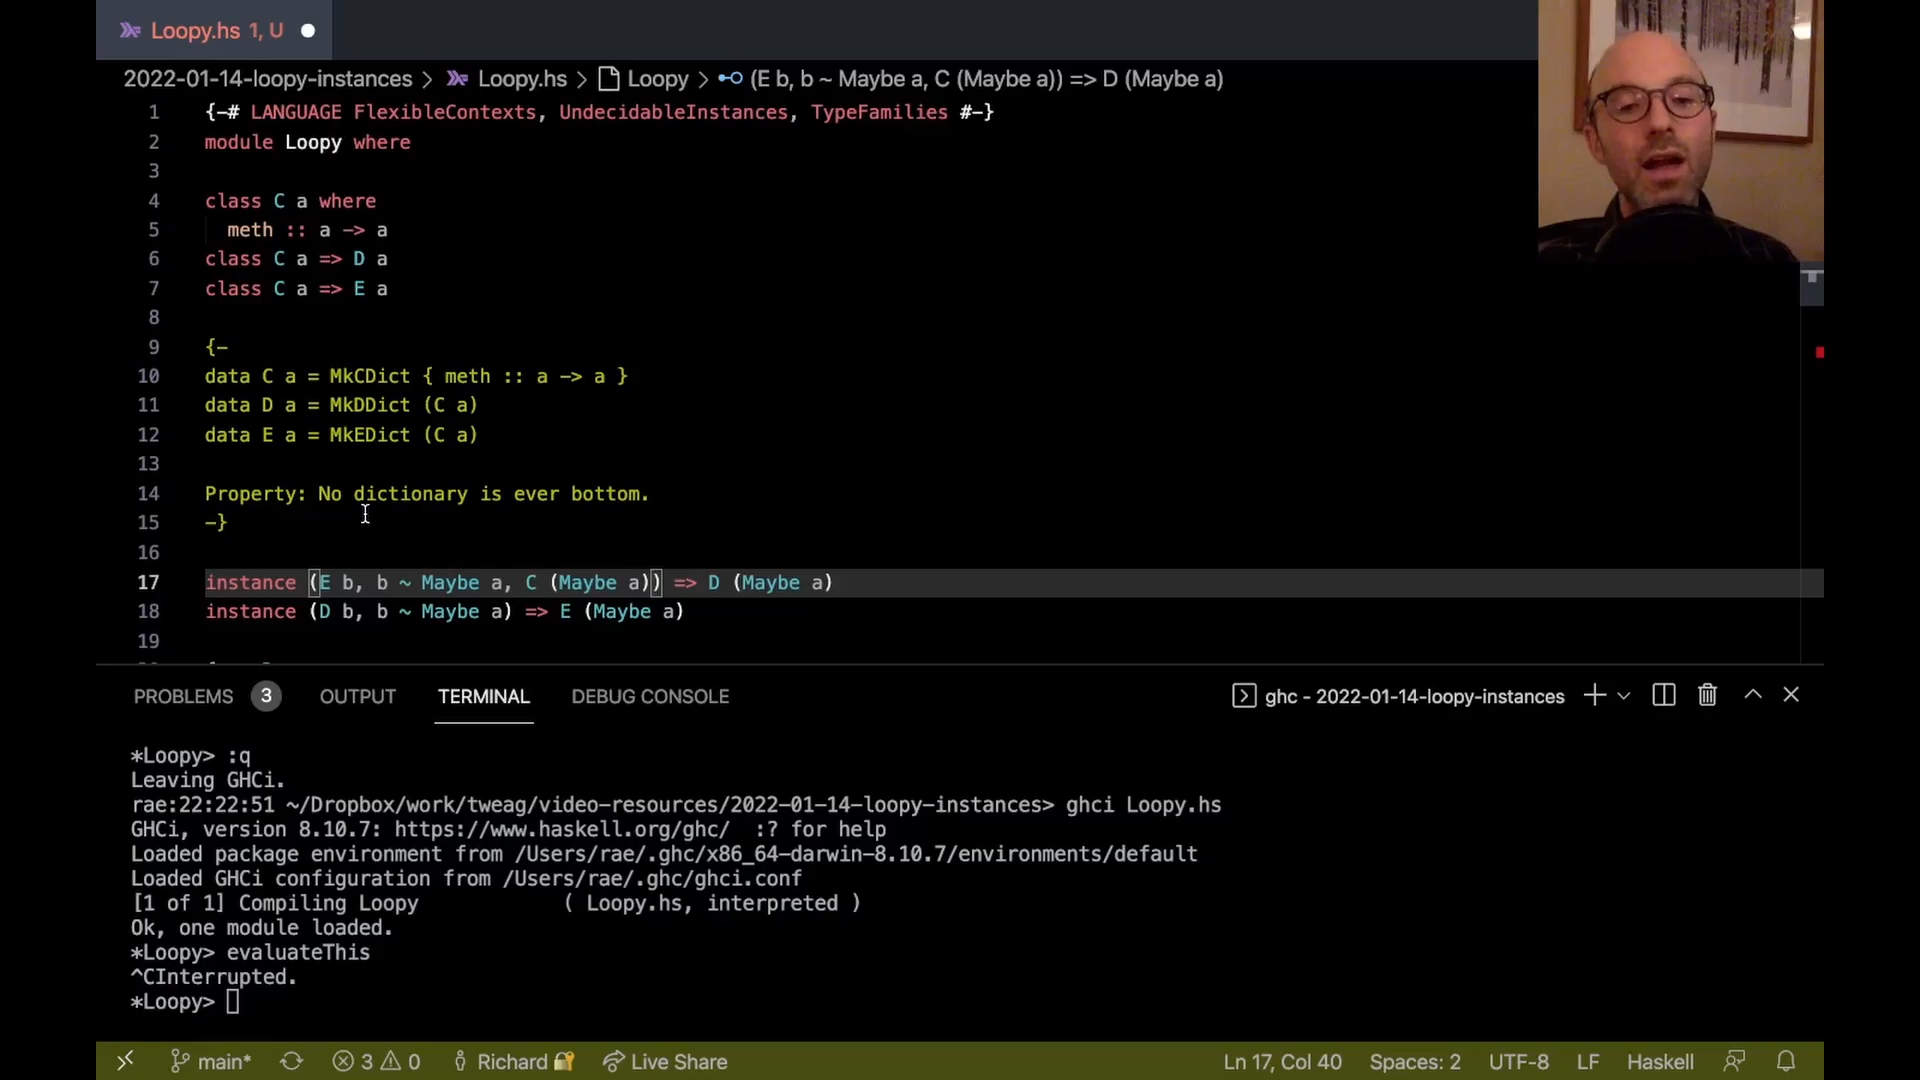 Loopy.hs 1, U
2022-01-14-loopy-instances > Loopy.hs > Loopy > (E b, b ~ Maybe a, C (Maybe a)) => D (Maybe a)
1 {-# LANGUAGE FlexibleContexts, UndecidableInstances, TypeFamilies #-}
2 module Loopy where
3
4 class C a where
5 meth :: a -> a
6 class C a => D a
7 class C a => E a
8
9 {-
10 data C a = MkCDict { meth :: a -> a }
11 data D a = MkDDict (C a)
12 data E a = MkEDict (C a)
13
14 Property: No dictionary is ever bottom.
15 -}
16
17 instance (E b, b ~ Maybe a, C (Maybe a)) => D (Maybe a)
18 instance (D b, b ~ Maybe a) => E (Maybe a)
19
PROBLEMS 3 OUTPUT TERMINAL DEBUG CONSOLE ghc - 2022-01-14-loopy-instances
*Loopy> :q
Leaving GHCi.
rae:22:22:51 ~/Dropbox/work/tweag/video-resources/2022-01-14-loopy-instances> ghci Loopy.hs
GHCi, version 8.10.7: https://www.haskell.org/ghc/ :? for help
Loaded package environment from /Users/rae/.ghc/x86_64-darwin-8.10.7/environments/default
Loaded GHCi configuration from /Users/rae/.ghc/ghci.conf
[1 of 1] Compiling Loopy ( Loopy.hs, interpreted )
Ok, one module loaded.
*Loopy> evaluateThis
^CInterrupted.
*Loopy>
main* 3 0 Richard Live Share Ln 17, Col 40 Spaces: 2 UTF-8 LF Haskell